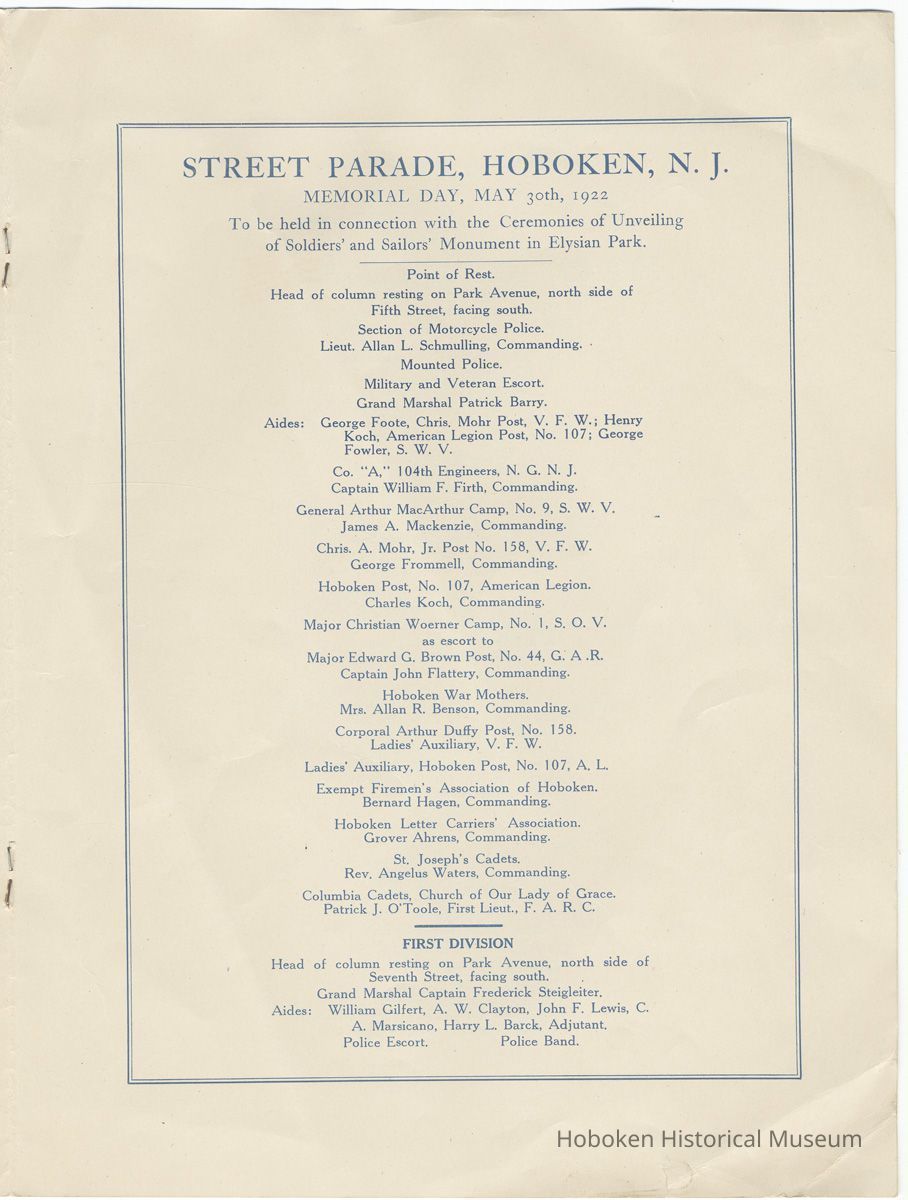 STREET PARADE, HOBOKEN, N. J.
MEMORIAL DAY, MAY 30th, 1922
To be held in connection with the Ceremonies of Unveiling
of Soldiers' and Sailors' Monument in Elysian Park.
Point of Rest.
Head of column resting on Park Avenue, north side of
Fifth Street, facing south.
Section of Motorcycle Police.
Lieut. Allan L. Schmulling, Commanding.
Mounted Police.
Military and Veteran Escort.
Grand Marshal Patrick Barry.
Aides: George Foote, Chris. Mohr Post, V. F. W.; Henry
Koch, American Legion Post, No. 107; George
Fowler, S. W. V.
Co. "A," 104th Engineers, N. G. N. J.
Captain William F. Firth, Commanding.
General Arthur MacArthur Camp, No. 9, S. W. V.
James A. Mackenzie, Commanding.
Chris. A. Mohr, Jr. Post No. 158, V. F. W.
George Frommell, Commanding.
Hoboken Post, No. 107, American Legion.
Charles Koch, Commanding.
Major Christian Woerner Camp, No. 1, S. O. V.
as escort to
Major Edward G. Brown Post, No. 44, G. A .R.
Captain John Flattery, Commanding.
Hoboken War Mothers.
Mrs. Allan R. Benson, Commanding.
Corporal Arthur Duffy Post, No. 158.
Ladies' Auxiliary, V. F. W.
Ladies' Auxiliary, Hoboken Post, No. 107, A. L.
Exempt Firemen's Association of Hoboken.
Bernard Hagen, Commanding.
Hoboken Letter Carriers' Association.
Grover Ahrens, Commanding.
St. Joseph's Cadets.
Rev. Angelus Waters, Commanding.
Columbia Cadets, Church of Our Lady of Grace.
Patrick J. O'Toole, First Lieut., F. A. R. C.
FIRST DIVISION
Head of column resting on Park Avenue, north side of
Seventh Street, facing south.
Grand Marshal Captain Frederick Steigleiter.
Aides: William Gilfert, A. W. Clayton, John F. Lewis, C.
A. Marsicano, Harry L. Barck, Adjutant.
Police Escort. Police Band.
Hoboken Historical Museum